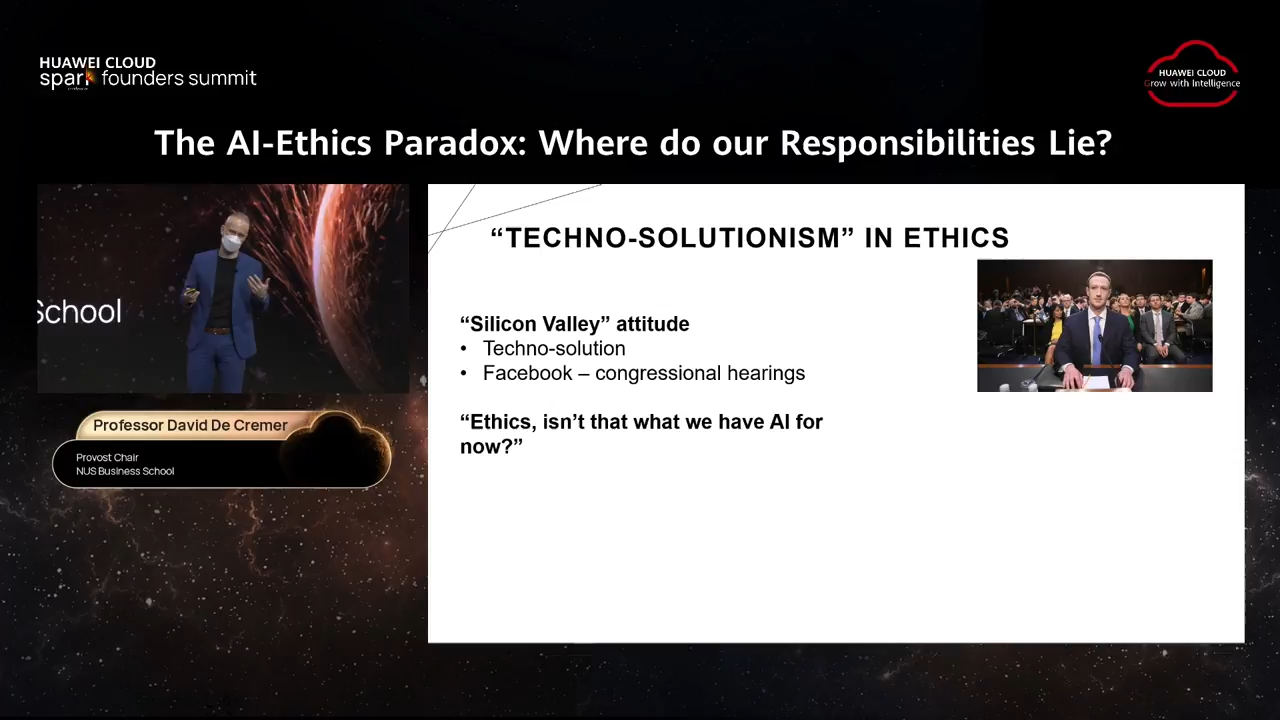 HUAWEI CLOUD
spark founders summit
HUAWEI CLOUD
Grow with Intelligence
The AI-Ethics Paradox: Where do our Responsibilities Lie?
School
Professor David De Cremer
Provost Chair
NUS Business School
“TECHNO-SOLUTIONISM” IN ETHICS
“Silicon Valley” attitude
• Techno-solution
• Facebook – congressional hearings
“Ethics, isn’t that what we have AI for
now?”